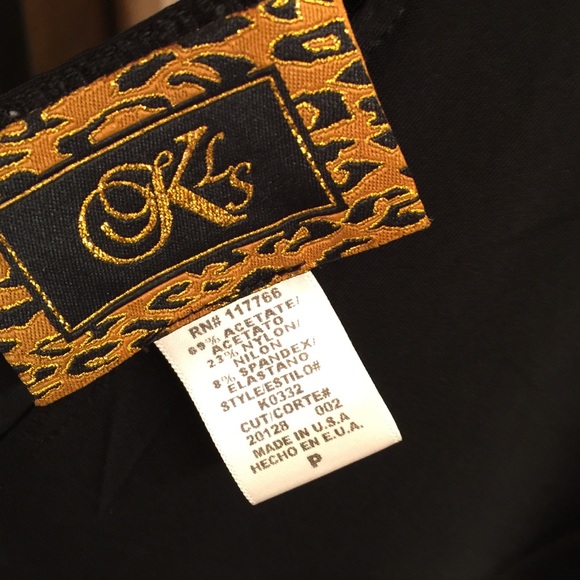 KLS
RN# 117766
69% ACETATE/
ACETATO
23% NYLON/
NILON
8% SPANDEX/
ELASTANO
STYLE/ESTILO#
K0332
CUT/CORTE#
20128 002
MADE IN U.S.A
HECHO EN E.U.A.
P